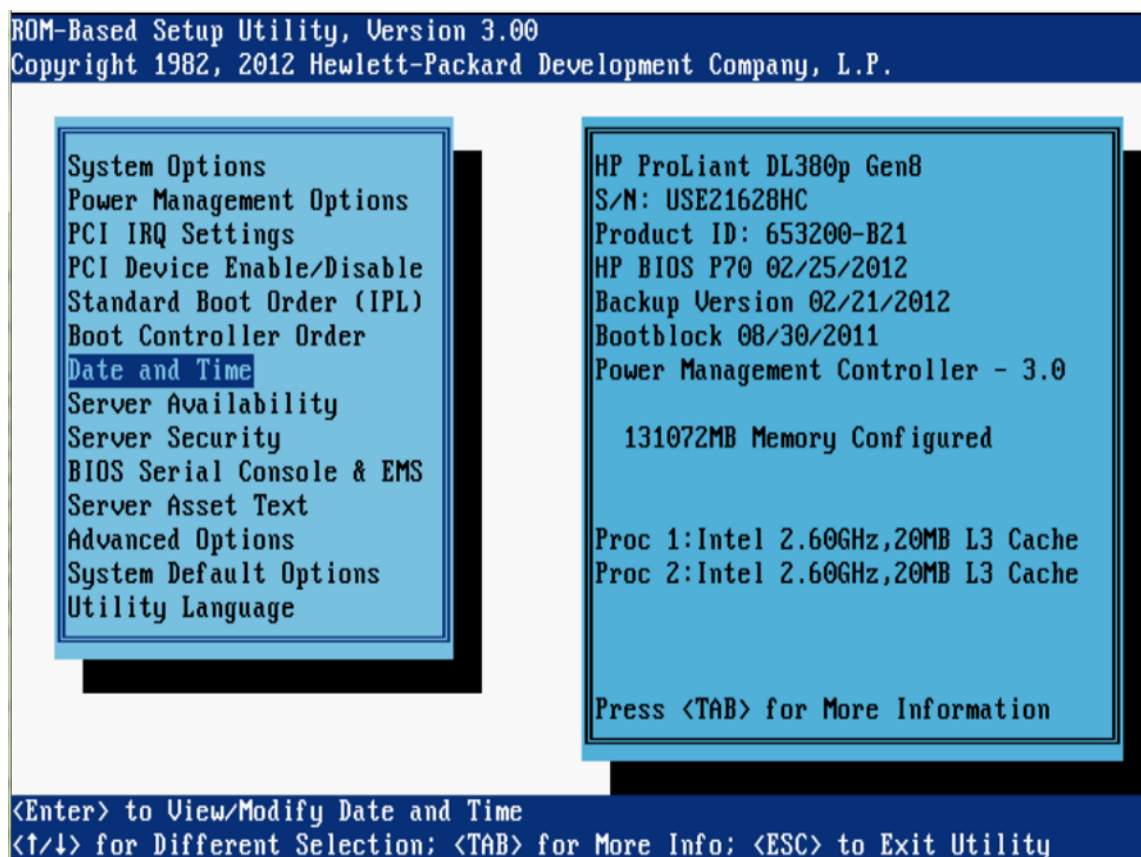 ROM-Based Setup Utility, Version 3.00
Copyright 1982, 2012 Hewlett-Packard Development Company, L.P.
System Options
Power Management Options
PCI IRQ Settings
PCI Device Enable/Disable
Standard Boot Order (IPL)
Boot Controller Order
Date and Time
Server Availability
Server Security
BIOS Serial Console & EMS
Server Asset Text
Advanced Options
System Default Options
Utility Language
HP ProLiant DL380p Gen8
S/N: USE21628HC
Product ID: 653200-B21
HP BIOS P70 02/25/2012
Backup Version 02/21/2012
Bootblock 08/30/2011
Power Management Controller - 3.0
131072MB Memory Configured
Proc 1:Intel 2.60GHz,20MB L3 Cache
Proc 2:Intel 2.60GHz,20MB L3 Cache
Press <TAB> for More Information
<Enter> to View/Modify Date and Time
<↑/↓> for Different Selection; <TAB> for More Info; <ESC> to Exit Utility